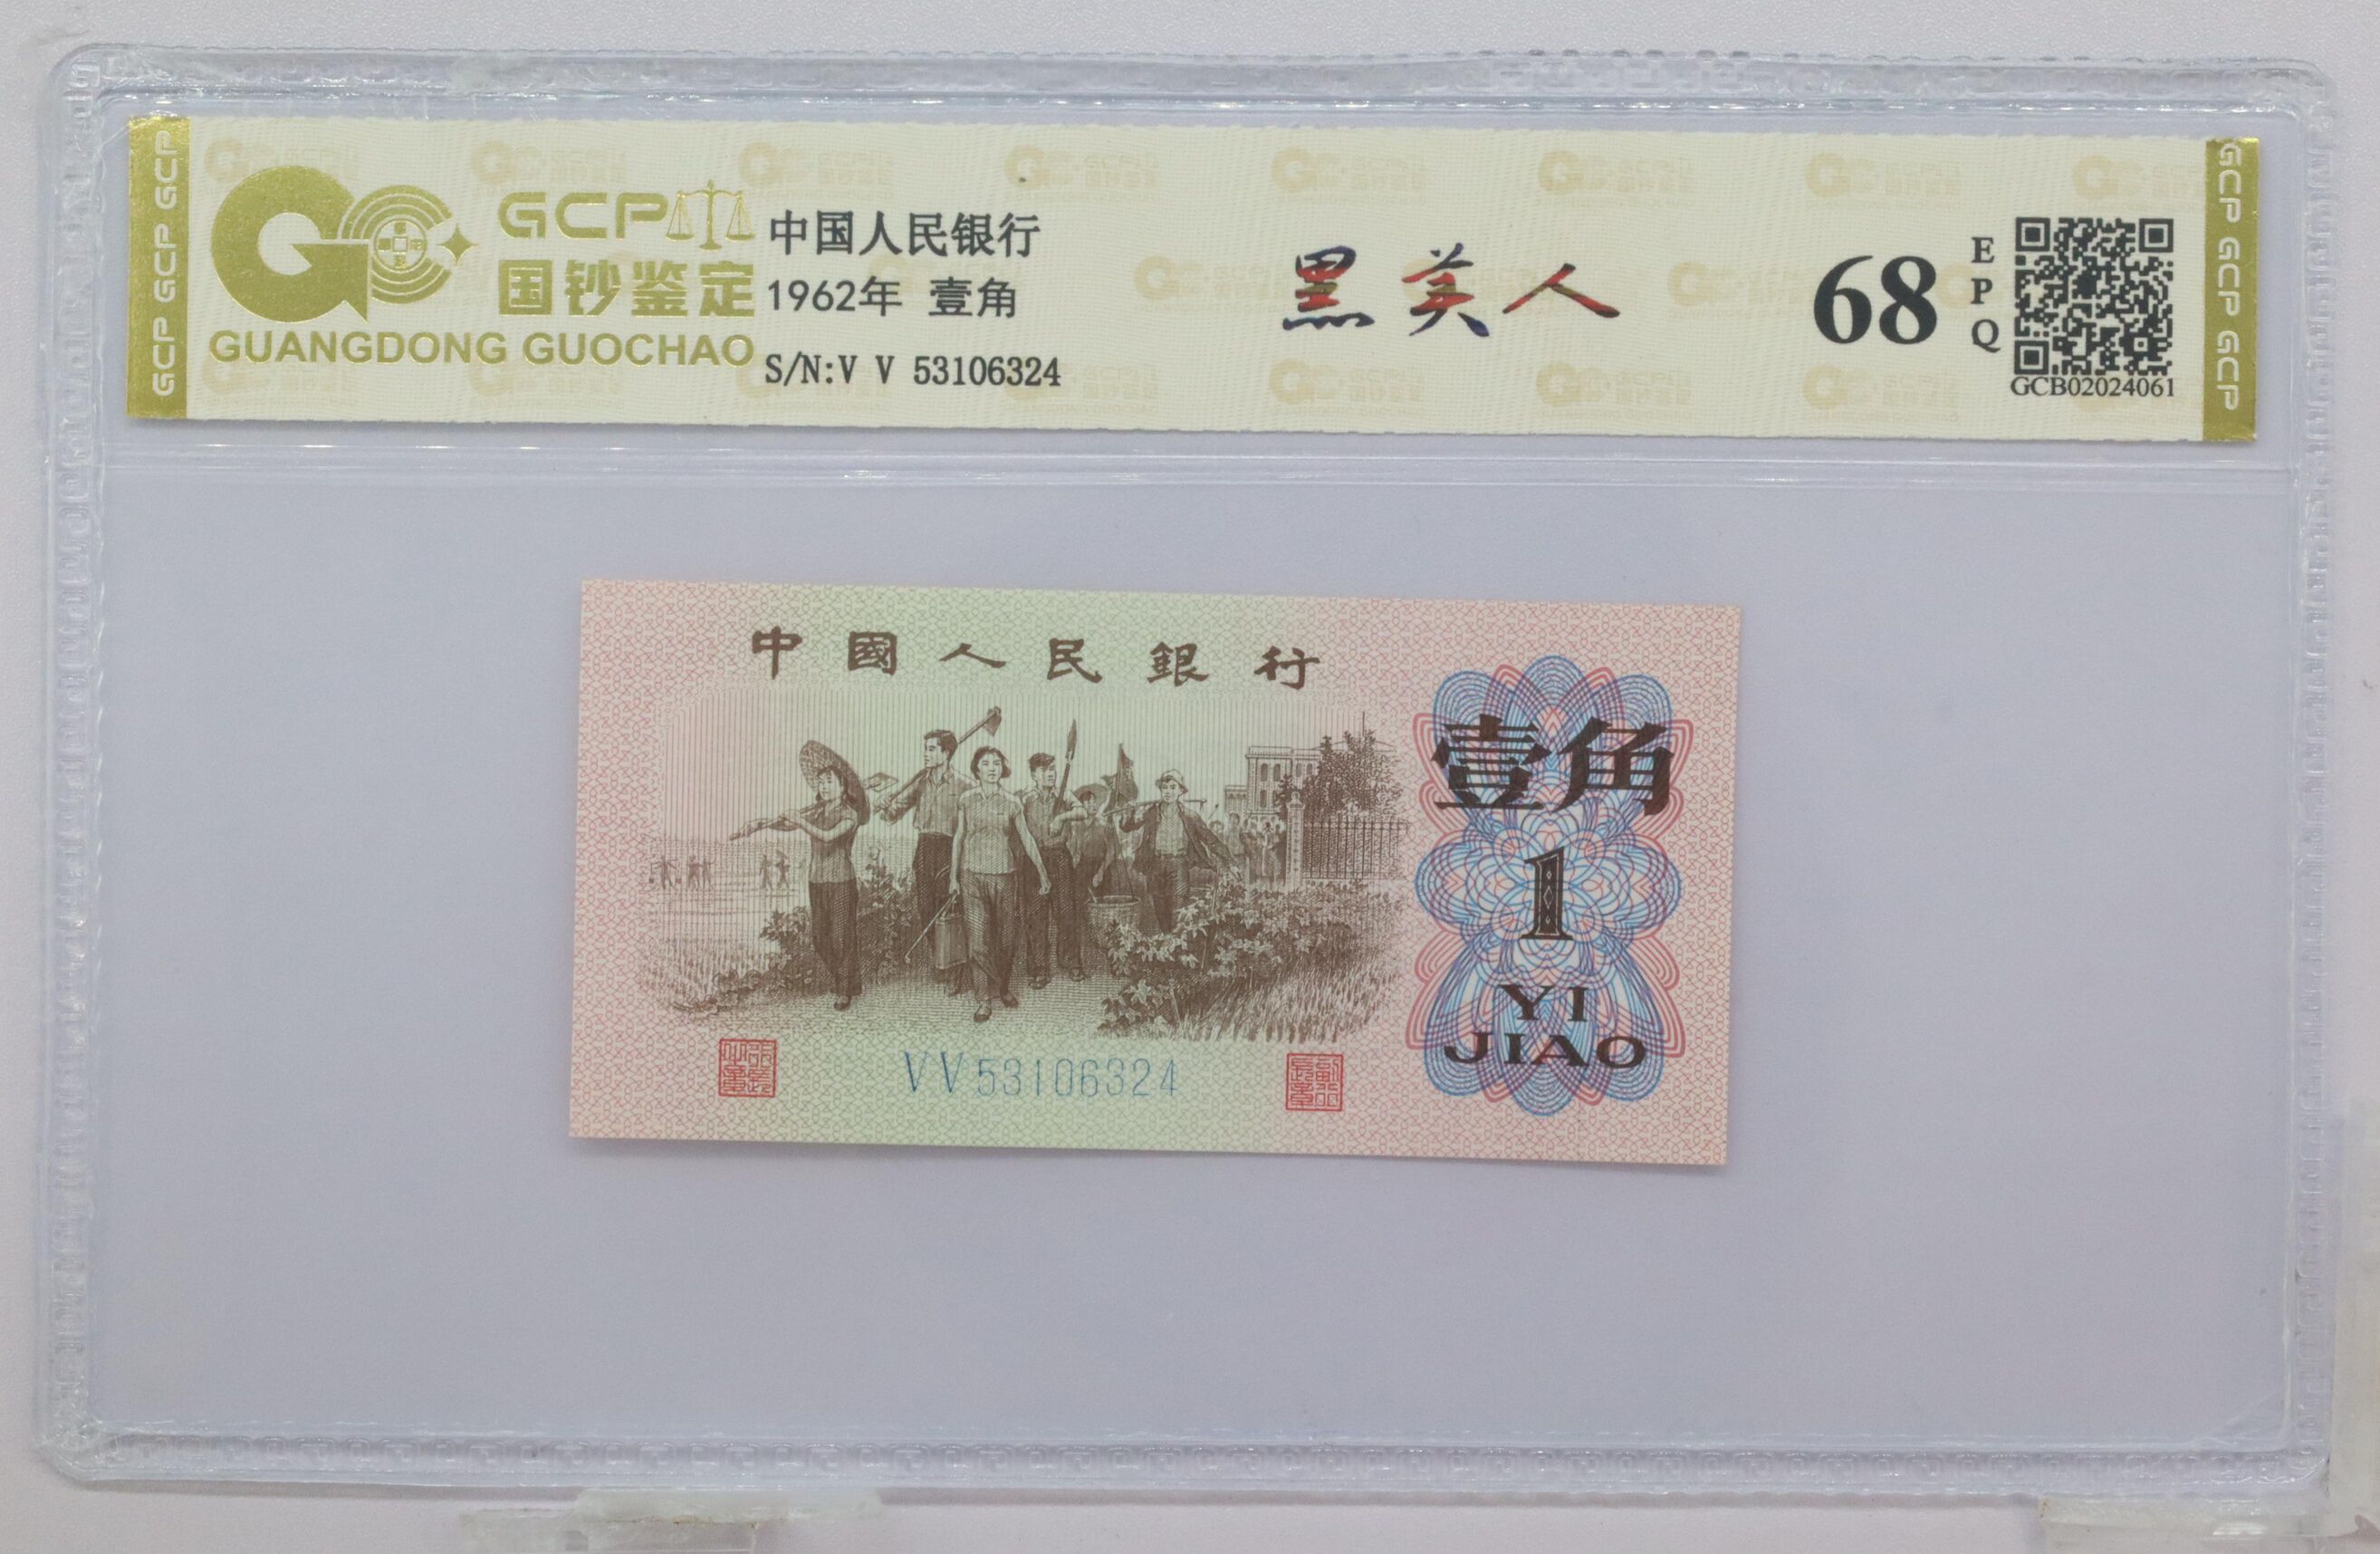 GCP GCP GCP
GCP
国钞鉴定
GUANGDONG GUOCHAO
中国人民银行
1962年 壹角
S/N:V V 53106324
黑美人
68
E
P
Q
GCB02024061
GCP GCP GCP
中國人民銀行
壹角
1
YI
JIAO
VV53106324